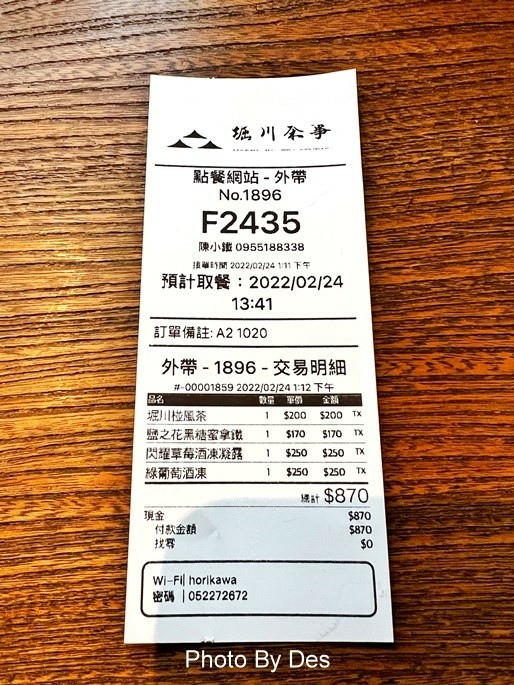 堀川茶事
點餐網站 - 外帶
No.1896
F2435
陳小鐵 0955188338
接單時間 2022/02/24 1:11 下午
預計取餐：2022/02/24
13:41
訂單備註: A2 1020
外帶 - 1896 - 交易明細
#-00001859 2022/02/24 1:12 下午
品名 數量 單價 金額
堀川椪風茶 1 $200 $200 TX
鹽之花黑糖蜜拿鐵 1 $170 $170 TX
閃耀草莓酒凍凝露 1 $250 $250 TX
綠葡萄酒凍 1 $250 $250 TX
總計 $870
現金 $870
付款金額 $870
找零 $0
Wi-Fi| horikawa
密碼 | 052272672
Photo By Des